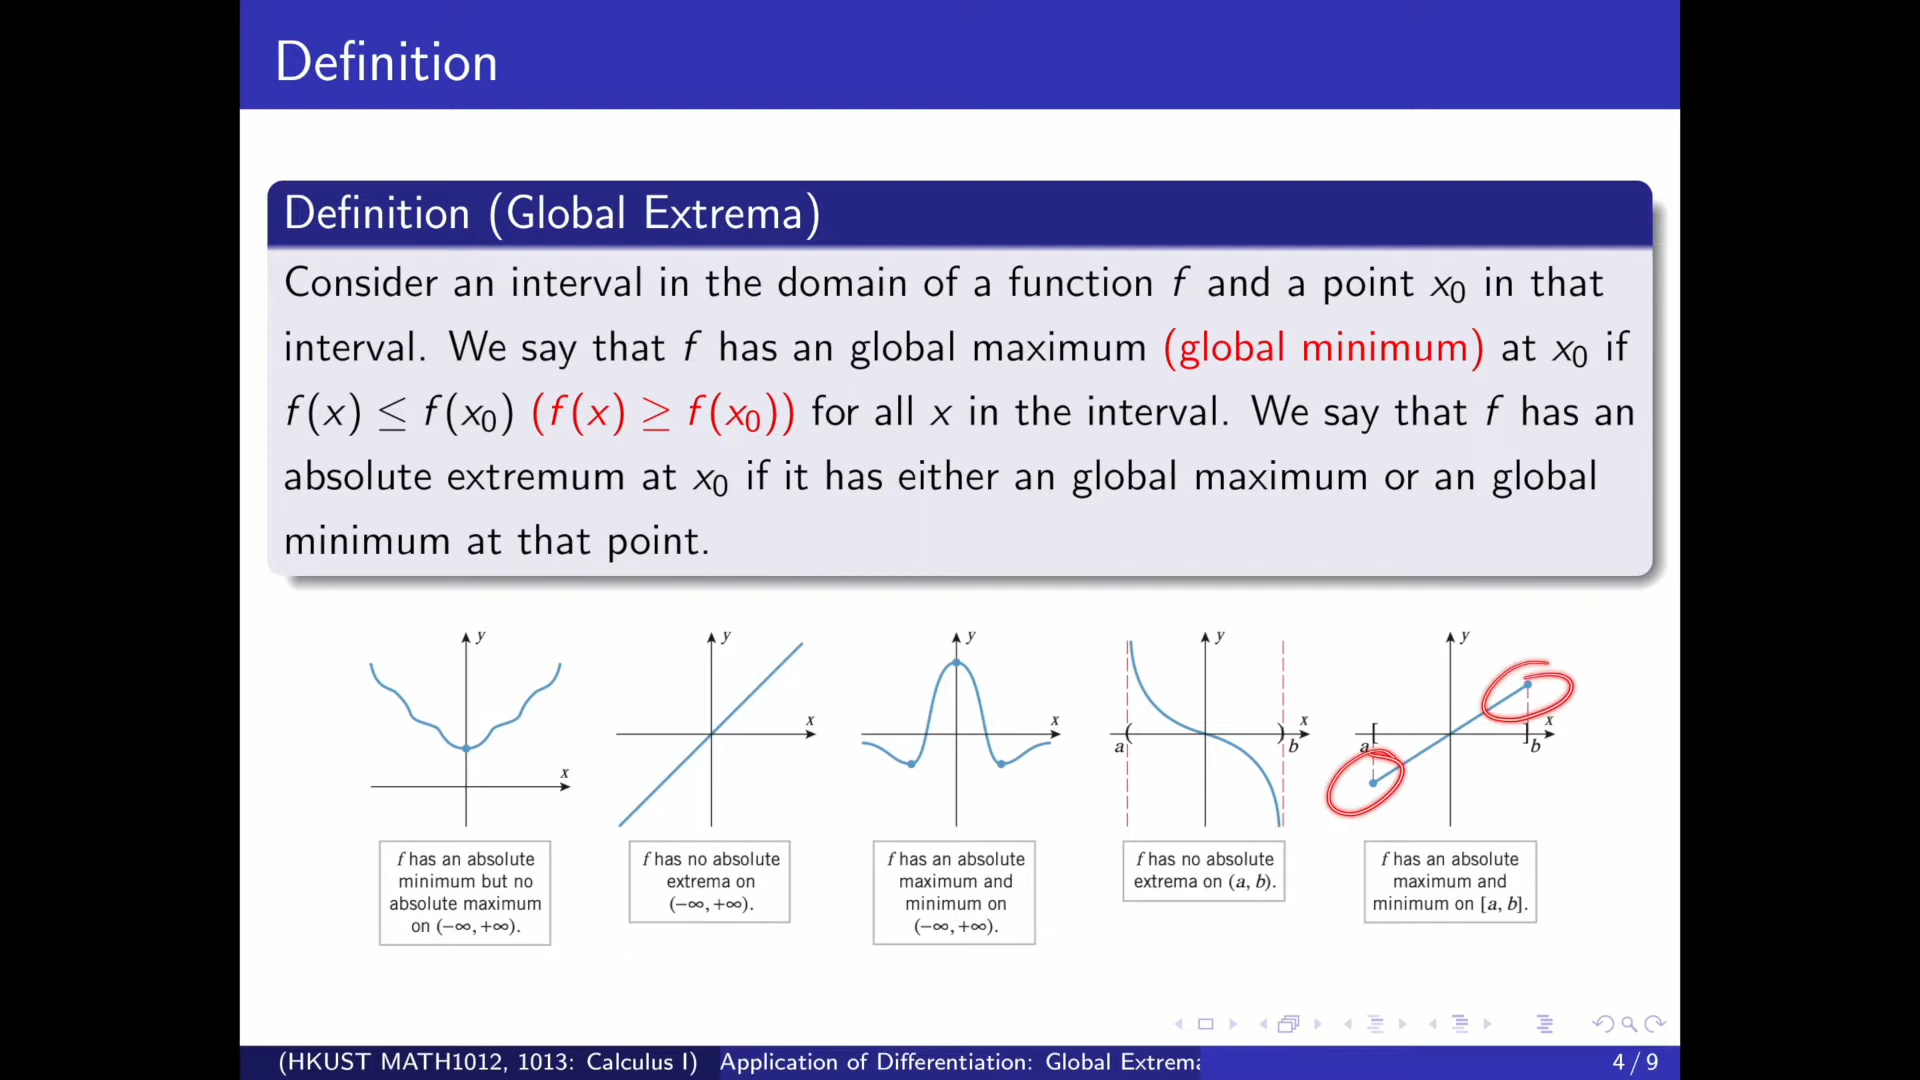 Definition
Definition (Global Extrema)
Consider an interval in the domain of a function f and a point x₀ in that
interval. We say that f has an global maximum (global minimum) at x₀ if
f(x) ≤ f(x₀) (f(x) ≥ f(x₀)) for all x in the interval. We say that f has an
absolute extremum at x₀ if it has either an global maximum or an global
minimum at that point.
y
x
y
x
y
x
y
x
a ( ) b
y
x
a [ ] b
f has an absolute
minimum but no
absolute maximum
on (−∞, +∞).
f has no absolute
extrema on
(−∞, +∞).
f has an absolute
maximum and
minimum on
(−∞, +∞).
f has no absolute
extrema on (a, b).
f has an absolute
maximum and
minimum on [a, b].
(HKUST MATH1012, 1013: Calculus I) Application of Differentiation: Global Extrema 4 / 9